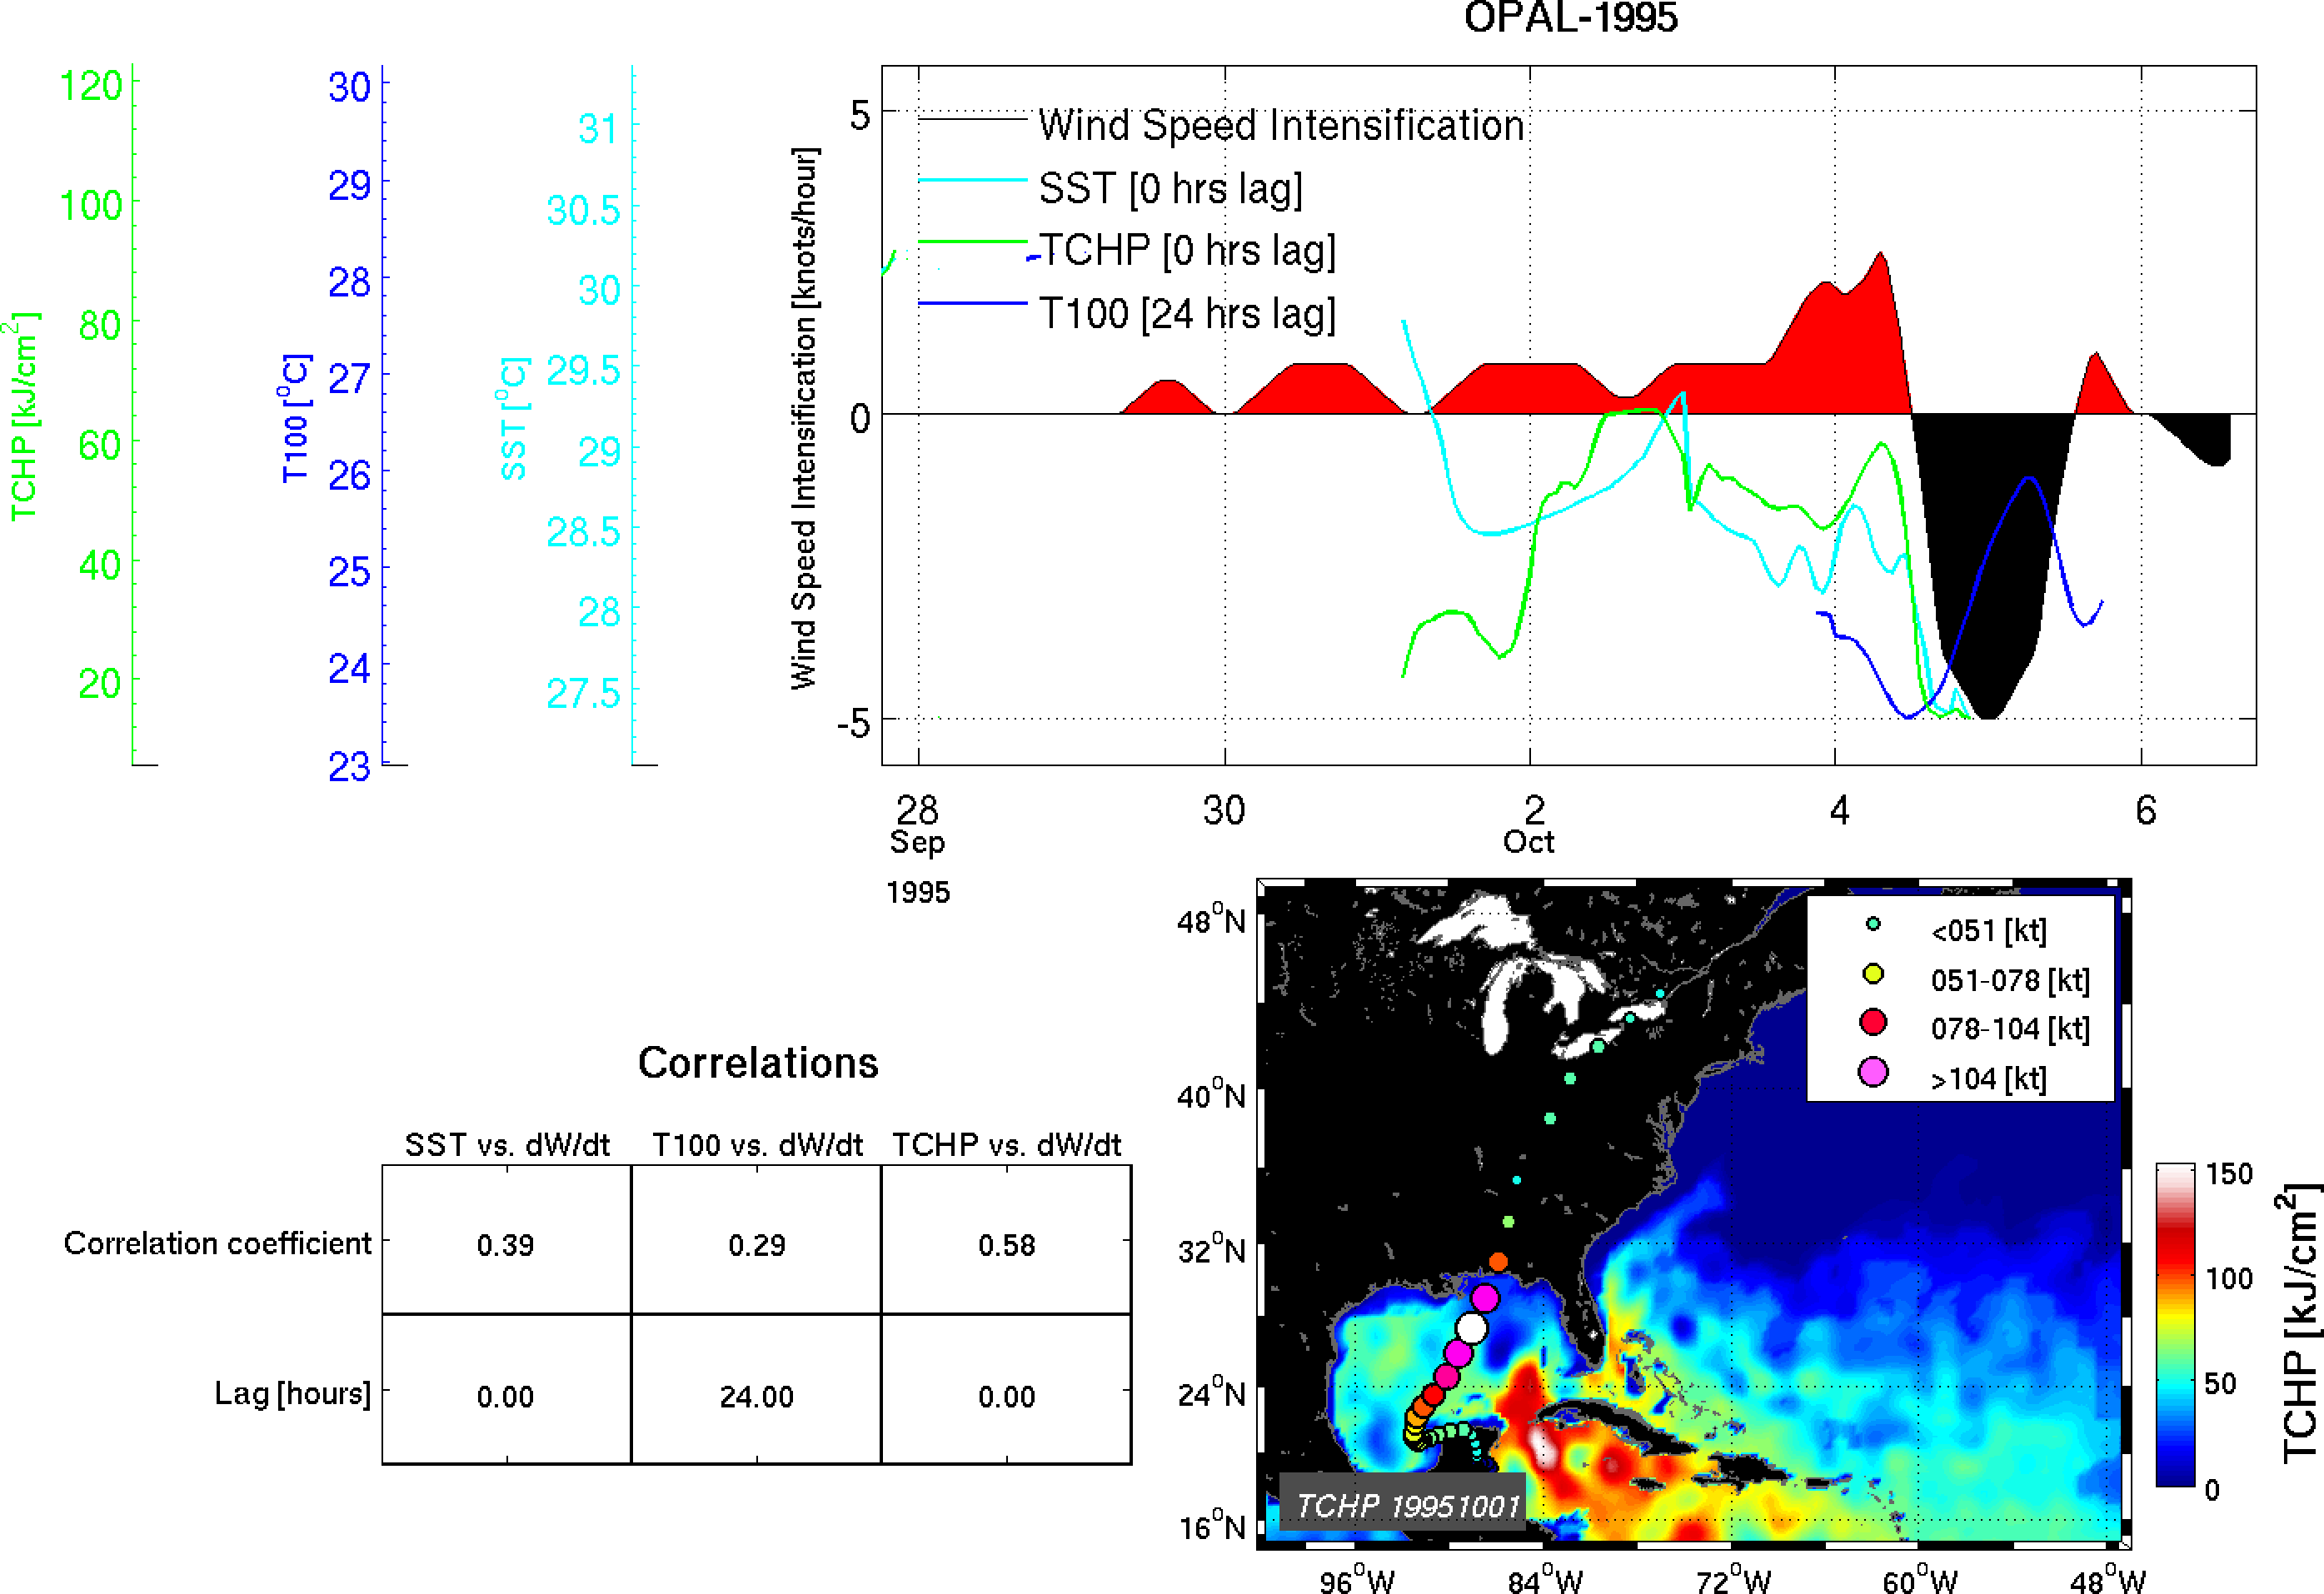 OPAL-1995
120
100
80
60
40
20
TCHP [kJ/cm²]
30
29
28
27
26
25
24
23
T100 [°C]
31
30.5
30
29.5
29
28.5
28
27.5
SST [°C]
5
0
-5
Wind Speed Intensification [knots/hour]
Wind Speed Intensification
SST [0 hrs lag]
TCHP [0 hrs lag]
T100 [24 hrs lag]
28 30 2 4 6
Sep Oct
1995
Correlations
SST vs. dW/dt T100 vs. dW/dt TCHP vs. dW/dt
Correlation coefficient 0.39 0.29 0.58
Lag [hours] 0.00 24.00 0.00
48°N
40°N
32°N
24°N
16°N
<051 [kt]
051-078 [kt]
078-104 [kt]
>104 [kt]
TCHP 19951001
96°W 84°W 72°W 60°W 48°W
150
100
50
0
TCHP [kJ/cm²]